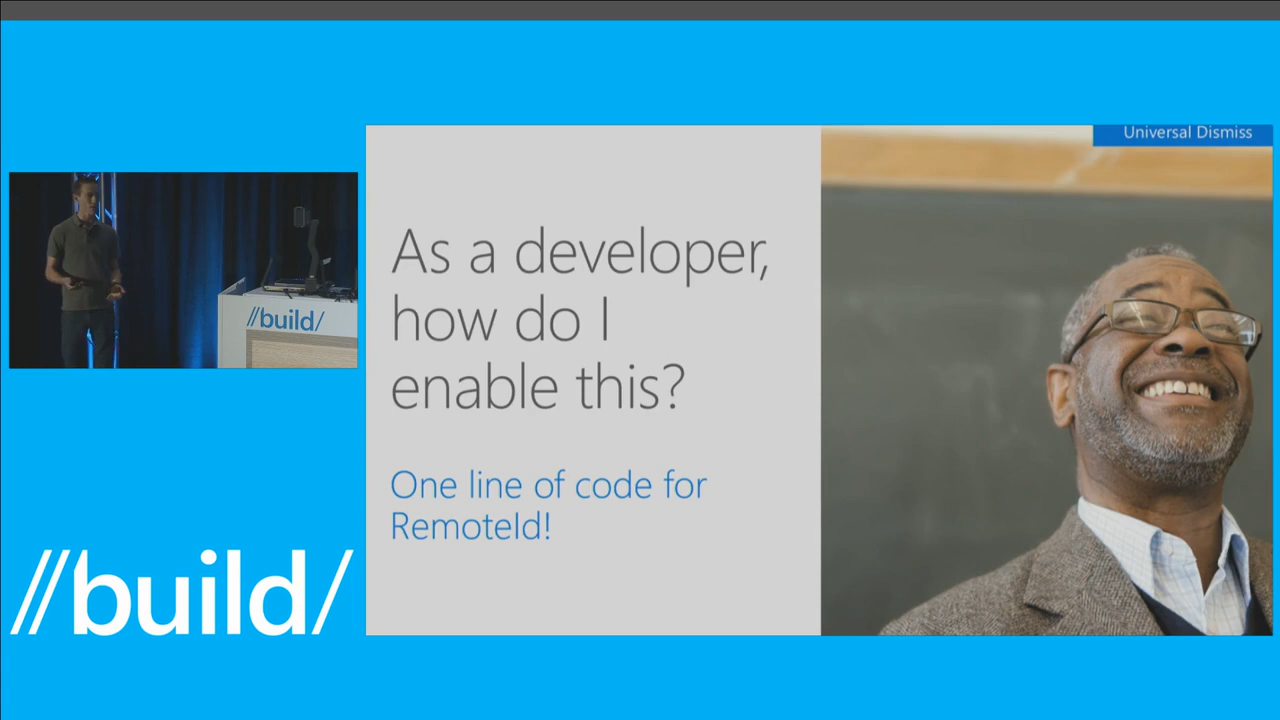 Universal Dismiss
As a developer,
how do I
enable this?
One line of code for
RemoteId!
//build/
//build/